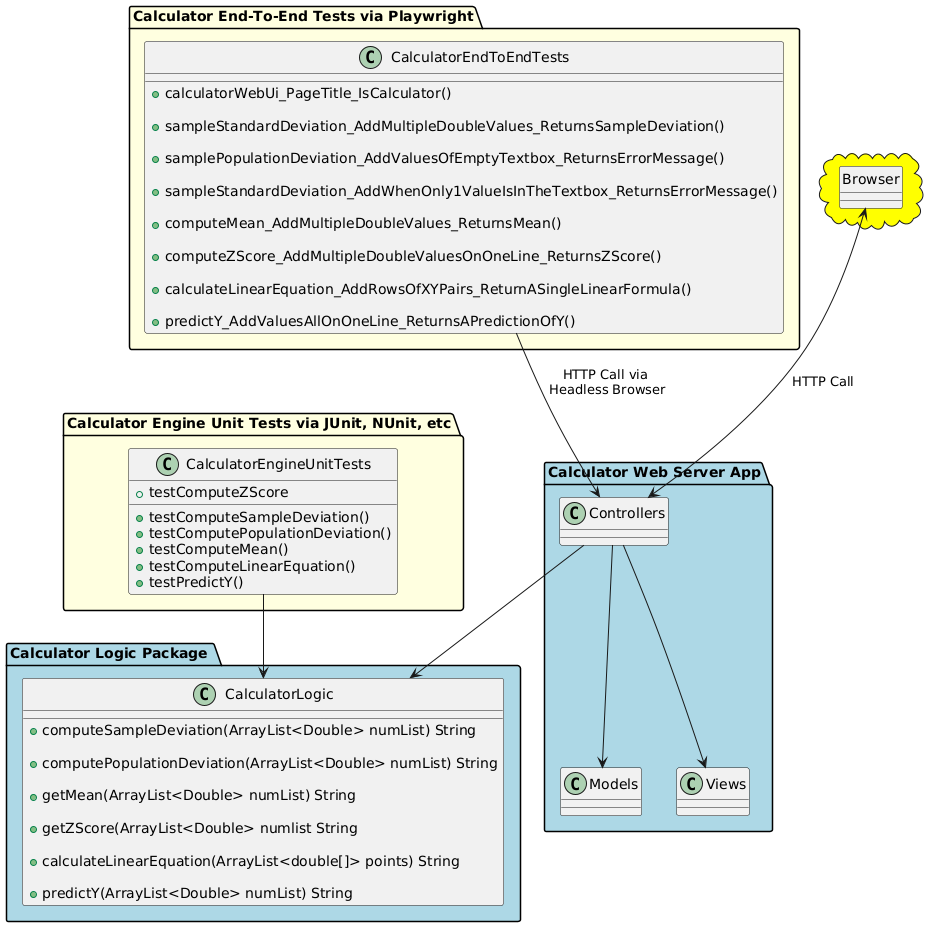 Calculator End-To-End Tests via Playwright
C CalculatorEndToEndTests
calculatorWebUi_PageTitle_IsCalculator()
sampleStandardDeviation_AddMultipleDoubleValues_ReturnsSampleDeviation()
samplePopulationDeviation_AddValuesOfEmptyTextbox_ReturnsErrorMessage()
sampleStandardDeviation_AddWhenOnly1ValueIsInTheTextbox_ReturnsErrorMessage()
computeMean_AddMultipleDoubleValues_ReturnsMean()
computeZScore_AddMultipleDoubleValuesOnOneLine_ReturnsZScore()
calculateLinearEquation_AddRowsOfXYPairs_ReturnASingleLinearFormula()
predictY_AddValuesAllOnOneLine_ReturnsAPredictionOfY()
Browser
HTTP Call via
Headless Browser
HTTP Call
Calculator Engine Unit Tests via JUnit, NUnit, etc
C CalculatorEngineUnitTests
testComputeZScore
testComputeSampleDeviation()
testComputePopulationDeviation()
testComputeMean()
testComputeLinearEquation()
testPredictY()
Calculator Web Server App
C Controllers
C Models
C Views
Calculator Logic Package
C CalculatorLogic
computeSampleDeviation(ArrayList<Double> numList) String
computePopulationDeviation(ArrayList<Double> numList) String
getMean(ArrayList<Double> numList) String
getZScore(ArrayList<Double> numlist String
calculateLinearEquation(ArrayList<double[]> points) String
predictY(ArrayList<Double> numList) String